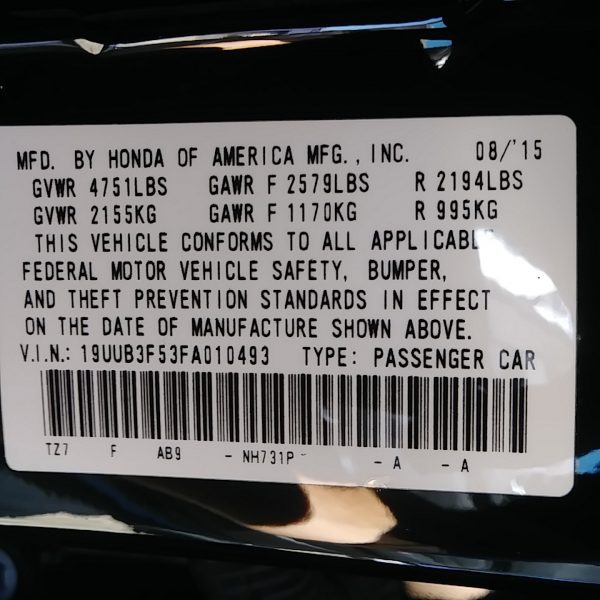 MFD. BY HONDA OF AMERICA MFG., INC. 08/'15
GVWR 4751LBS GAWR F 2579LBS R 2194LBS
GVWR 2155KG GAWR F 1170KG R 995KG
THIS VEHICLE CONFORMS TO ALL APPLICABLE
FEDERAL MOTOR VEHICLE SAFETY, BUMPER,
AND THEFT PREVENTION STANDARDS IN EFFECT
ON THE DATE OF MANUFACTURE SHOWN ABOVE.
V.I.N.: 19UUB3F53FA010493 TYPE: PASSENGER CAR
TZ7 F AB9 - NH731P - - A - A